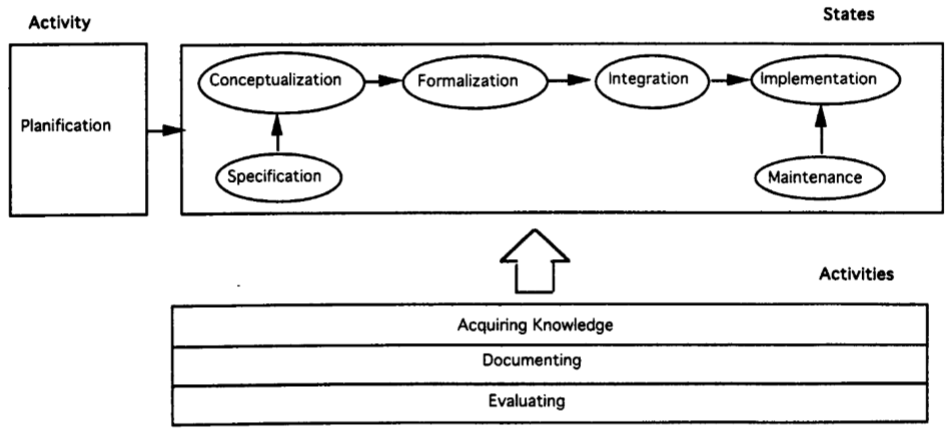 Activity
States
Planification
Conceptualization
Formalization
Integration
Implementation
Specification
Maintenance
Activities
Acquiring Knowledge
Documenting
Evaluating